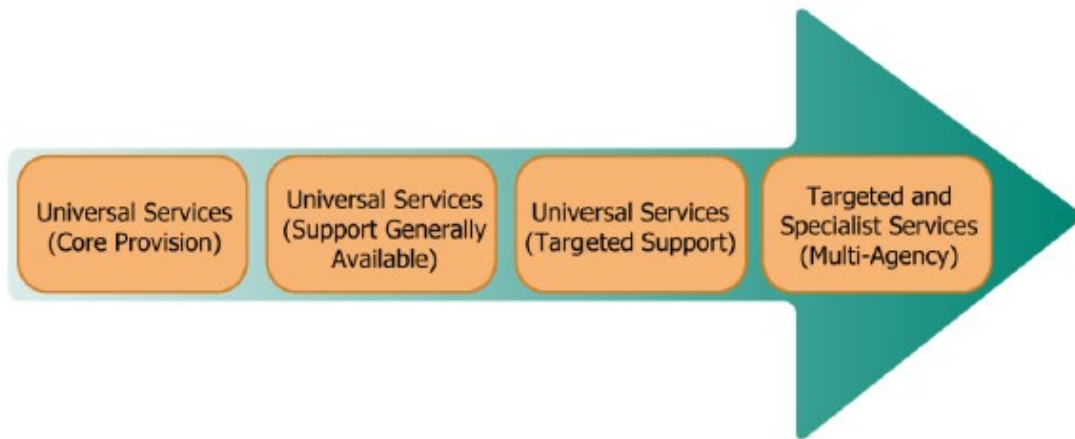 Universal Services
(Core Provision)
Universal Services
(Support Generally
Available)
Universal Services
(Targeted Support)
Targeted and
Specialist Services
(Multi-Agency)